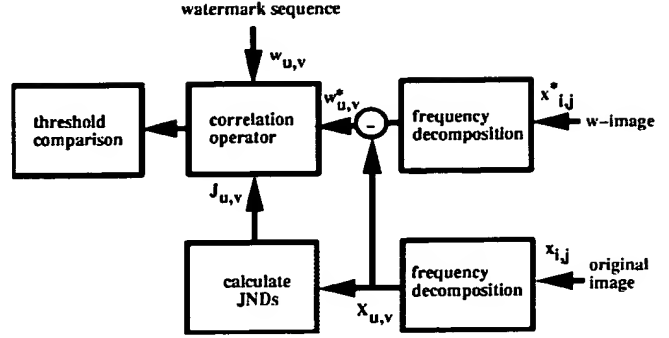 watermark sequence
w u,v
threshold
comparison
correlation
operator
w* u,v
-
frequency
decomposition
x* i,j
w-image
J u,v
calculate
JNDs
X u,v
frequency
decomposition
x i,j
original
image